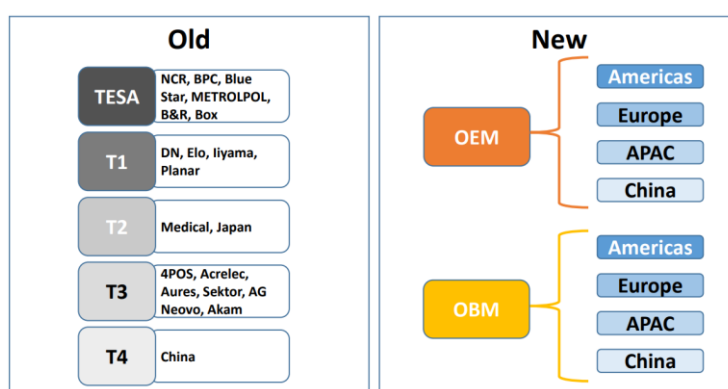 Old
TESA
NCR, BPC, Blue
Star, METROLPOL,
B&R, Box
T1
DN, Elo, Iiyama,
Planar
T2
Medical, Japan
T3
4POS, Acrelec,
Aures, Sektor, AG
Neovo, Akam
T4
China
New
OEM
Americas
Europe
APAC
China
OBM
Americas
Europe
APAC
China